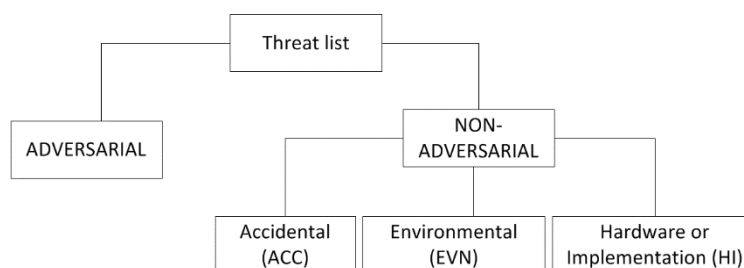 Threat list
ADVERSARIAL
NON-
ADVERSARIAL
Accidental
(ACC)
Environmental
(EVN)
Hardware or
Implementation (HI)